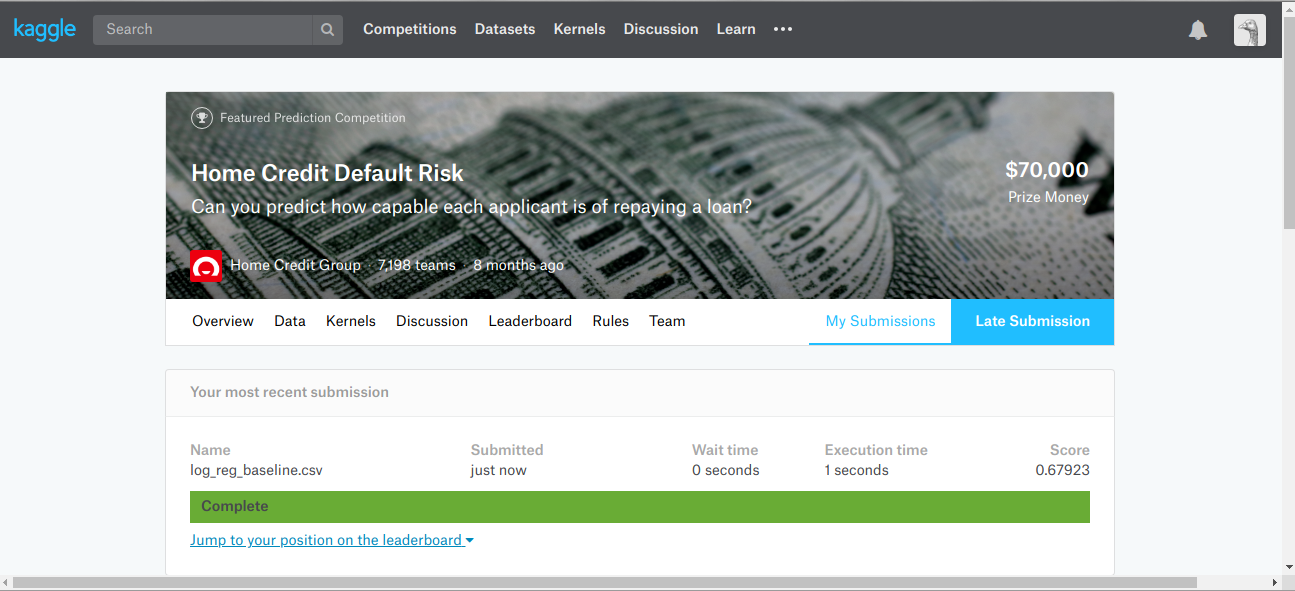 kaggle Search Competitions Datasets Kernels Discussion Learn •••
Featured Prediction Competition
Home Credit Default Risk
$70,000
Can you predict how capable each applicant is of repaying a loan?
Prize Money
Home Credit Group · 7,198 teams · 8 months ago
Overview Data Kernels Discussion Leaderboard Rules Team My Submissions Late Submission
Your most recent submission
Name Submitted Wait time Execution time Score
log_reg_baseline.csv just now 0 seconds 1 seconds 0.67923
Complete
Jump to your position on the leaderboard